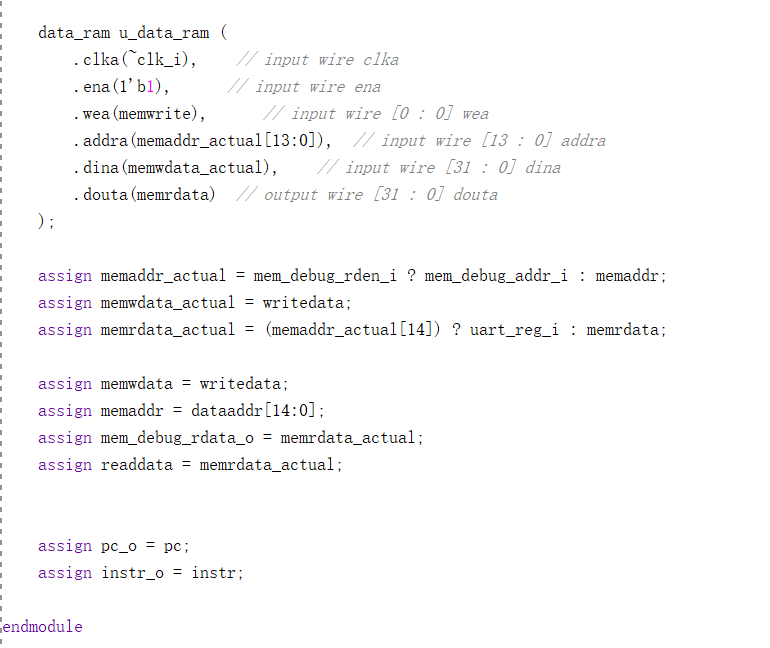 data_ram u_data_ram (
.clka(~clk_i),    // input wire clka
.ena(1'b1),      // input wire ena
.wea(memwrite),      // input wire [0 : 0] wea
.addra(memaddr_actual[13:0]),  // input wire [13 : 0] addra
.dina(memwdata_actual),    // input wire [31 : 0] dina
.douta(memrdata)  // output wire [31 : 0] douta
);
assign memaddr_actual = mem_debug_rden_i ? mem_debug_addr_i : memaddr;
assign memwdata_actual = writedata;
assign memrdata_actual = (memaddr_actual[14]) ? uart_reg_i : memrdata;
assign memwdata = writedata;
assign memaddr = dataaddr[14:0];
assign mem_debug_rdata_o = memrdata_actual;
assign readdata = memrdata_actual;
assign pc_o = pc;
assign instr_o = instr;
endmodule